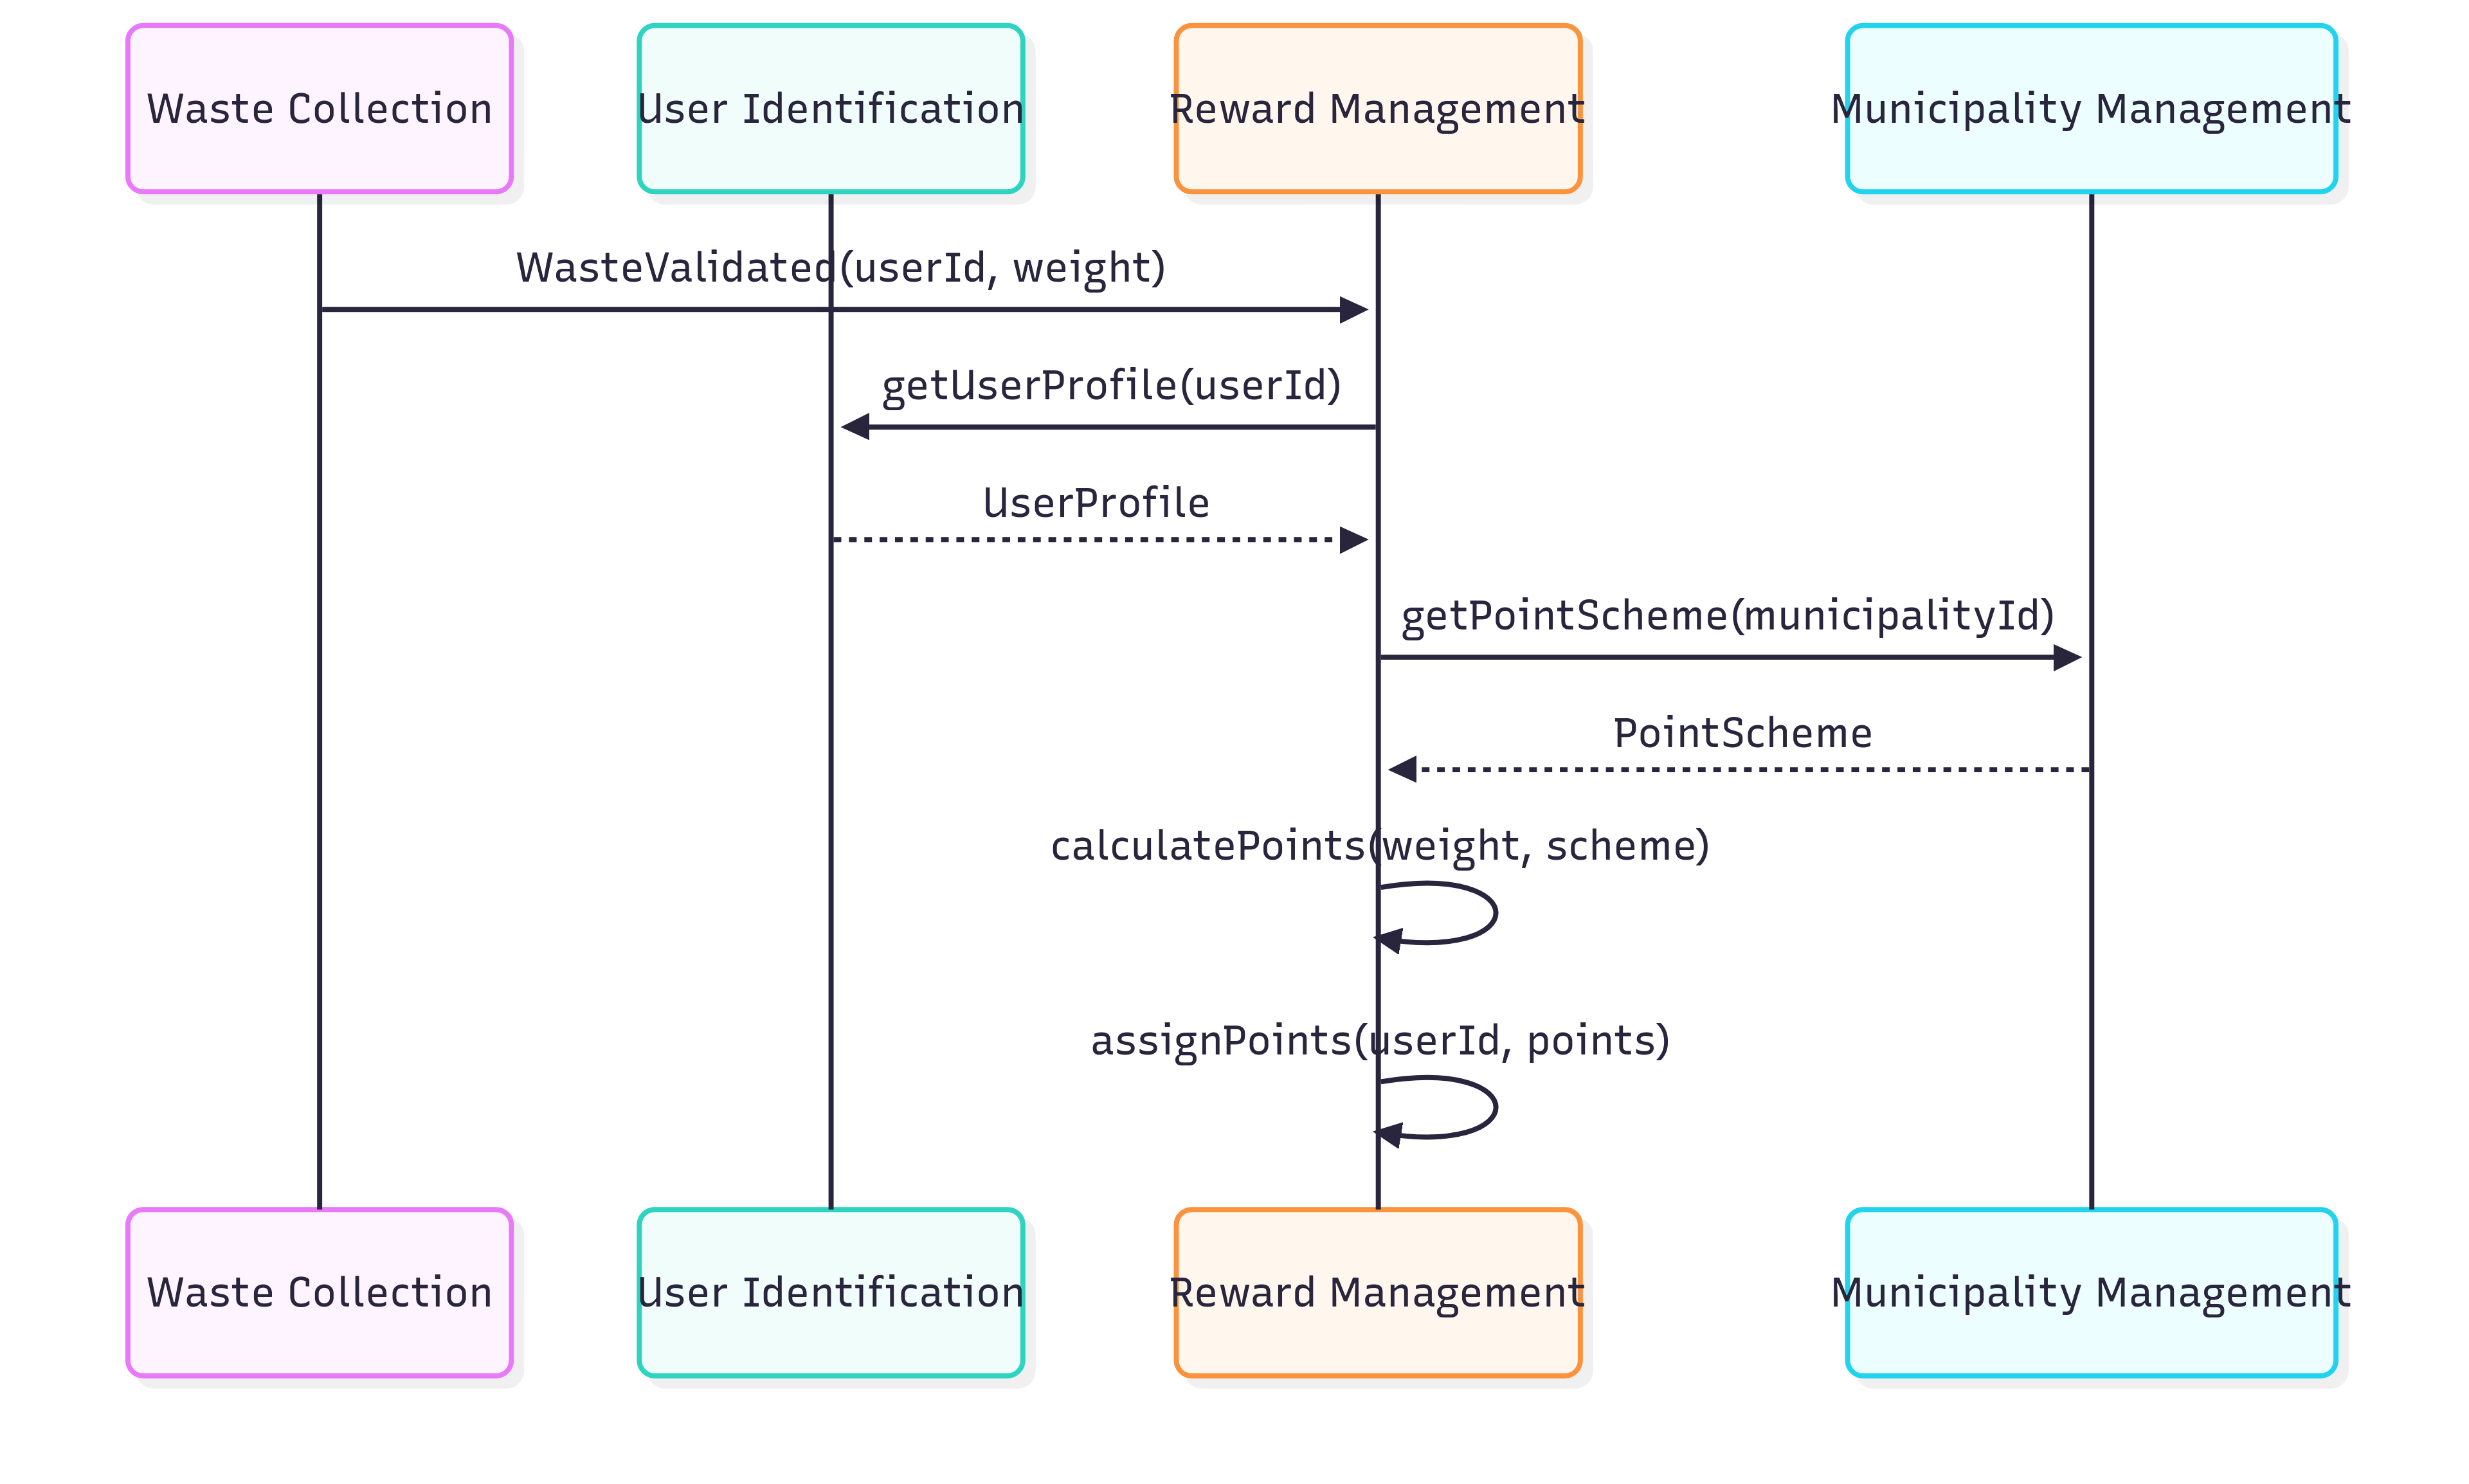 Waste Collection
User Identification
Reward Management
Municipality Management
WasteValidated(userId, weight)
getUserProfile(userId)
UserProfile
getPointScheme(municipalityId)
PointScheme
calculatePoints(weight, scheme)
assignPoints(userId, points)
Waste Collection
User Identification
Reward Management
Municipality Management